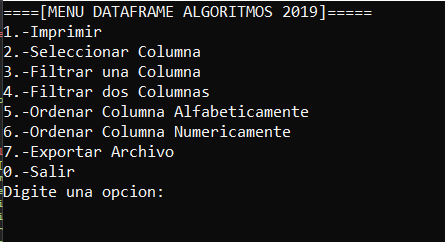 ====[MENU DATAFRAME ALGORITMOS 2019]=====
1.-Imprimir
2.-Seleccionar Columna
3.-Filtrar una Columna
4.-Filtrar dos Columnas
5.-Ordenar Columna Alfabeticamente
6.-Ordenar Columna Numericamente
7.-Exportar Archivo
0.-Salir
Digite una opcion: